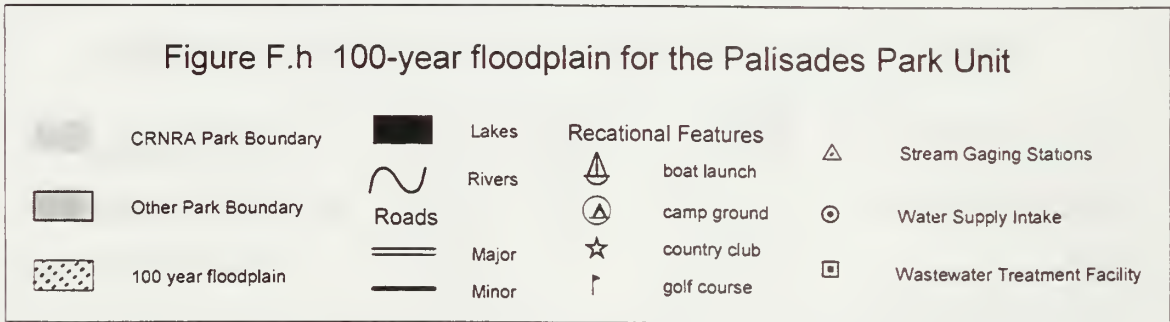 Figure F.h 100-year floodplain for the Palisades Park Unit
CRNRA Park Boundary
Other Park Boundary
100 year floodplain
Lakes
Rivers
Roads
Major
Minor
Recational Features
boat launch
camp ground
country club
golf course
Stream Gaging Stations
Water Supply Intake
Wastewater Treatment Facility